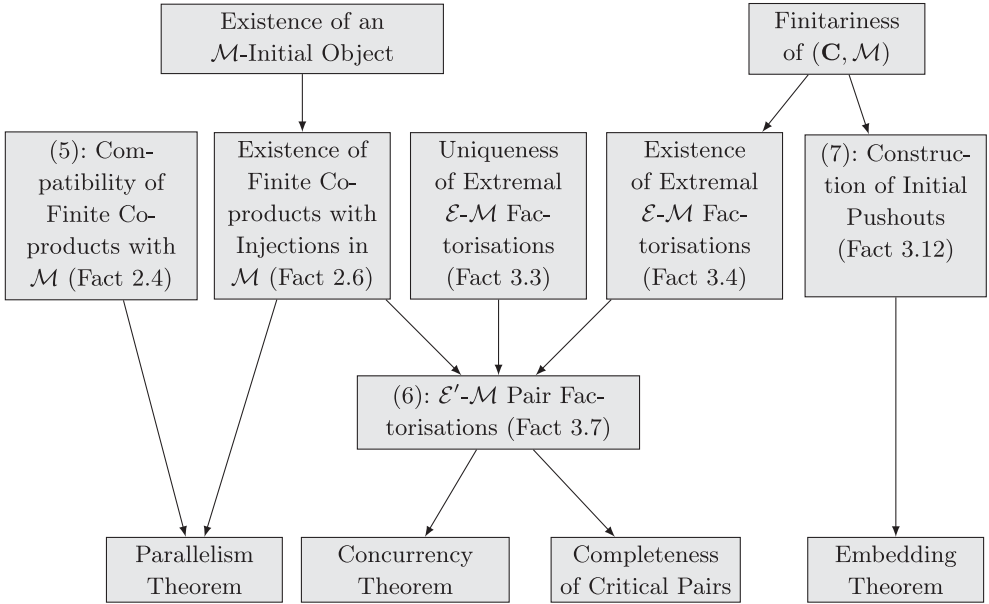 Existence of an
ℳ-Initial Object
Finitariness
of (𝐂, ℳ)
(5): Com-
patibility of
Finite Co-
products with
ℳ (Fact 2.4)
Existence of
Finite Co-
products with
Injections in
ℳ (Fact 2.6)
Uniqueness
of Extremal
ℰ-ℳ Fac-
torisations
(Fact 3.3)
Existence
of Extremal
ℰ-ℳ Fac-
torisations
(Fact 3.4)
(7): Construc-
tion of Initial
Pushouts
(Fact 3.12)
(6): ℰ′-ℳ Pair Fac-
torisations (Fact 3.7)
Parallelism
Theorem
Concurrency
Theorem
Completeness
of Critical Pairs
Embedding
Theorem